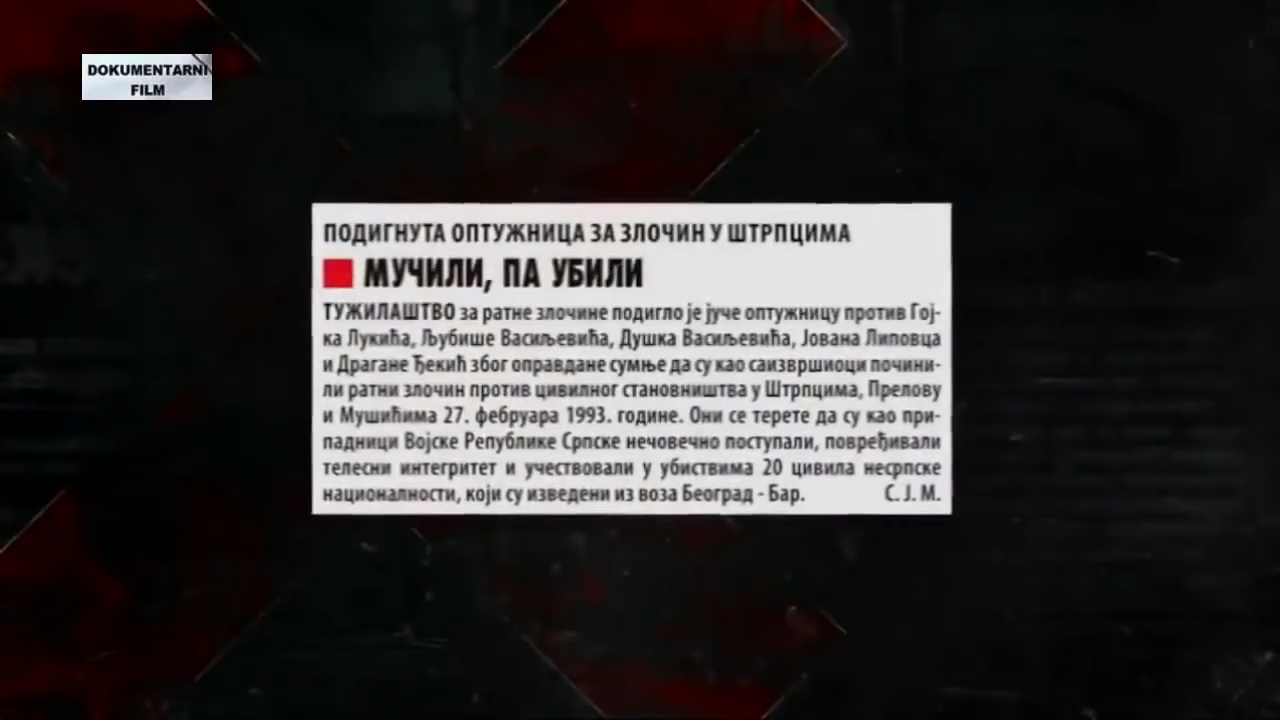 DOKUMENTARNI
FILM
ПОДИГНУТА ОПТУЖНИЦА ЗА ЗЛОЧИН У ШТРПЦИМА
МУЧИЛИ, ПА УБИЛИ
ТУЖИЛАШТВО за ратне злочине подигло је јуче оптужницу против Гој-
ка Лукића, Љубише Васиљевића, Душка Васиљевића, Јована Липовца
и Драгане Ђекић због оправдане сумње да су као саизвршиоци почини-
ли ратни злочин против цивилног становништва у Штрпцима, Прелову
и Мушићима 27. фебруара 1993. године. Они се терете да су као при-
падници Војске Републике Српске нечовечно поступали, повређивали
телесни интегритет и учествовали у убиствима 20 цивила несрпске
националности, који су изведени из воза Београд - Бар. С. Ј. М.